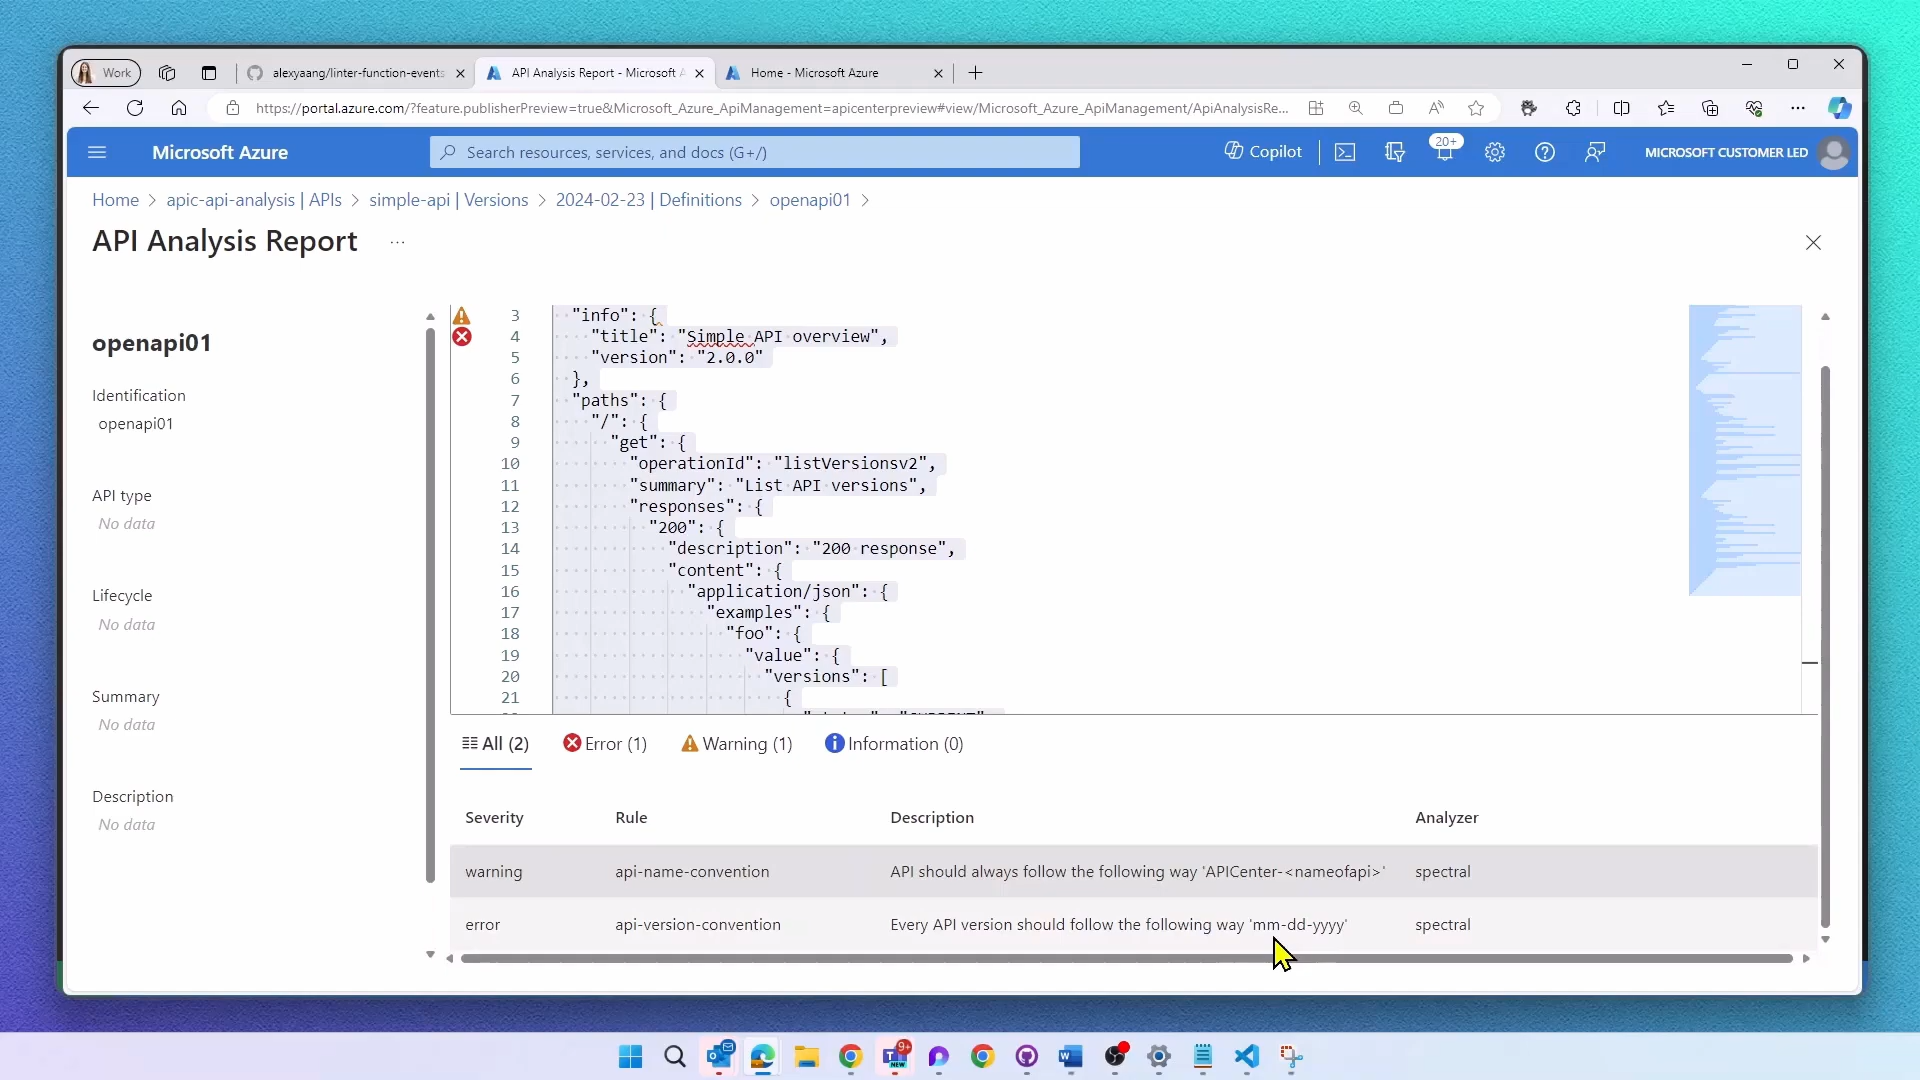 Work
alexyaang/linter-function-events
API Analysis Report - Microsoft A
Home - Microsoft Azure
https://portal.azure.com/?feature.publisherPreview=true&Microsoft_Azure_ApiManagement=apicenterpreview#view/Microsoft_Azure_ApiManagement/ApiAnalysisRe...
Microsoft Azure
Search resources, services, and docs (G+/)
Copilot
20+
MICROSOFT CUSTOMER LED
Home > apic-api-analysis | APIs > simple-api | Versions > 2024-02-23 | Definitions > openapi01 >
API Analysis Report ...
openapi01
Identification
openapi01
API type
No data
Lifecycle
No data
Summary
No data
Description
No data
3 "info": {
4 "title": "Simple API overview",
5 "version": "2.0.0"
6 },
7 "paths": {
8 "/": {
9 "get": {
10 "operationId": "listVersionsv2",
11 "summary": "List API versions",
12 "responses": {
13 "200": {
14 "description": "200 response",
15 "content": {
16 "application/json": {
17 "examples": {
18 "foo": {
19 "value": {
20 "versions": [
21 {
All (2) Error (1) Warning (1) Information (0)
Severity Rule Description Analyzer
warning api-name-convention API should always follow the following way 'APICenter-<nameofapi>' spectral
error api-version-convention Every API version should follow the following way 'mm-dd-yyyy' spectral
9+
NEW